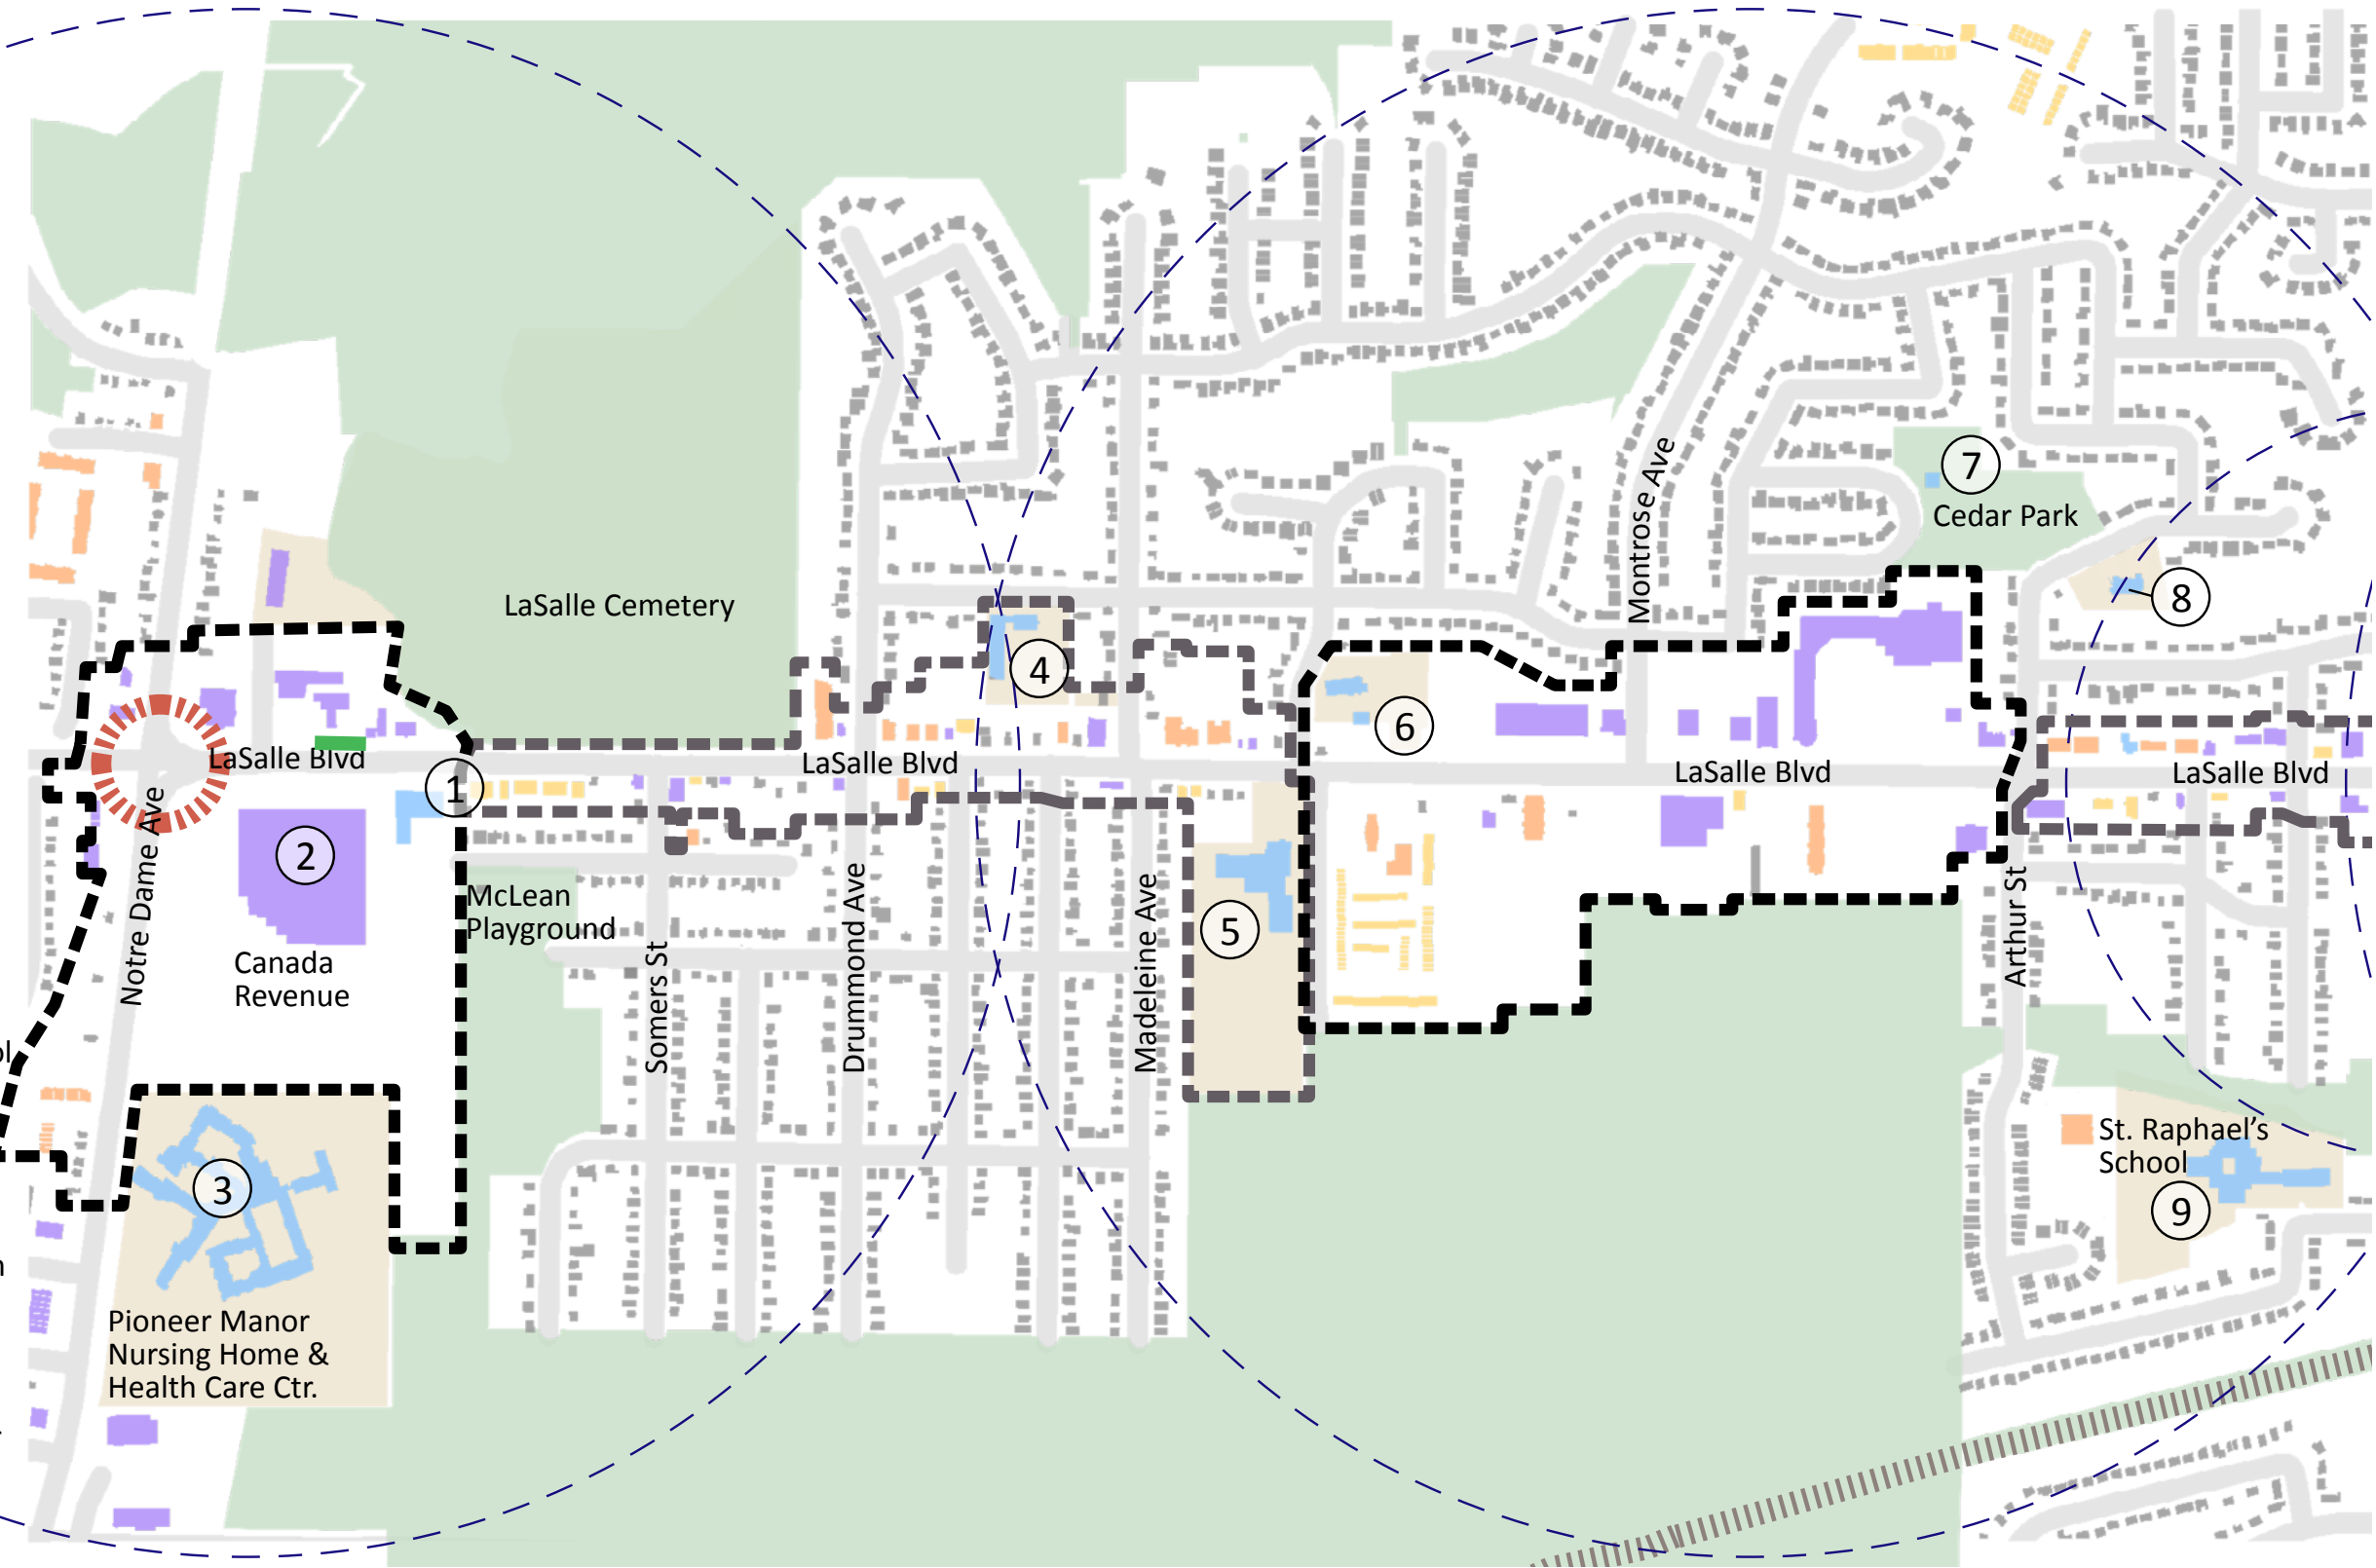 7
Cedar Park
Montrose Ave
8
LaSalle Cemetery
4
6
LaSalle Blvd
LaSalle Blvd
LaSalle Blvd
LaSalle Blvd
1
2
Notre Dame Ave
McLean
Playground
5
Canada
Revenue
Somers St
Drummond Ave
Madeleine Ave
Arthur St
ol
St. Raphael's
School
3
9
Pioneer Manor
Nursing Home &
Health Care Ctr.